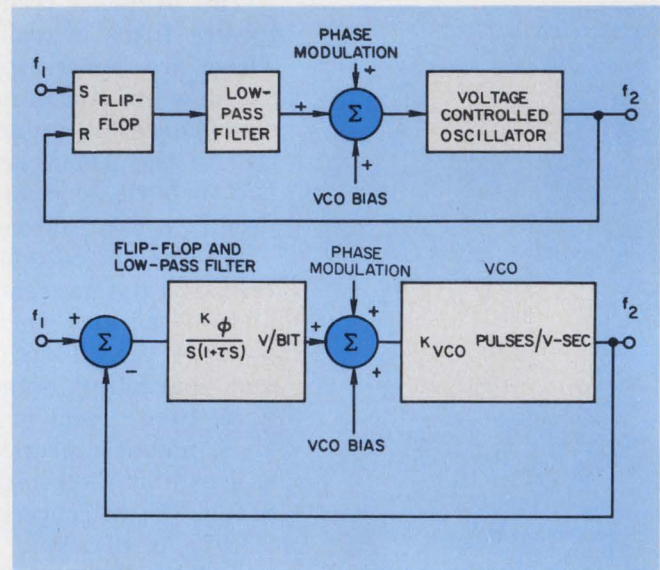 PHASE
MODULATION
f1
S
FLIP-
FLOP
R
LOW-
PASS
FILTER
+
+
Σ
+
VCO BIAS
VOLTAGE
CONTROLLED
OSCILLATOR
f2
FLIP-FLOP AND
LOW-PASS FILTER
PHASE
MODULATION
VCO
f1
+
Σ
−
K ϕ
S(1+τS)
V/BIT
+
+
Σ
+
VCO BIAS
KVCO PULSES/V-SEC
f2